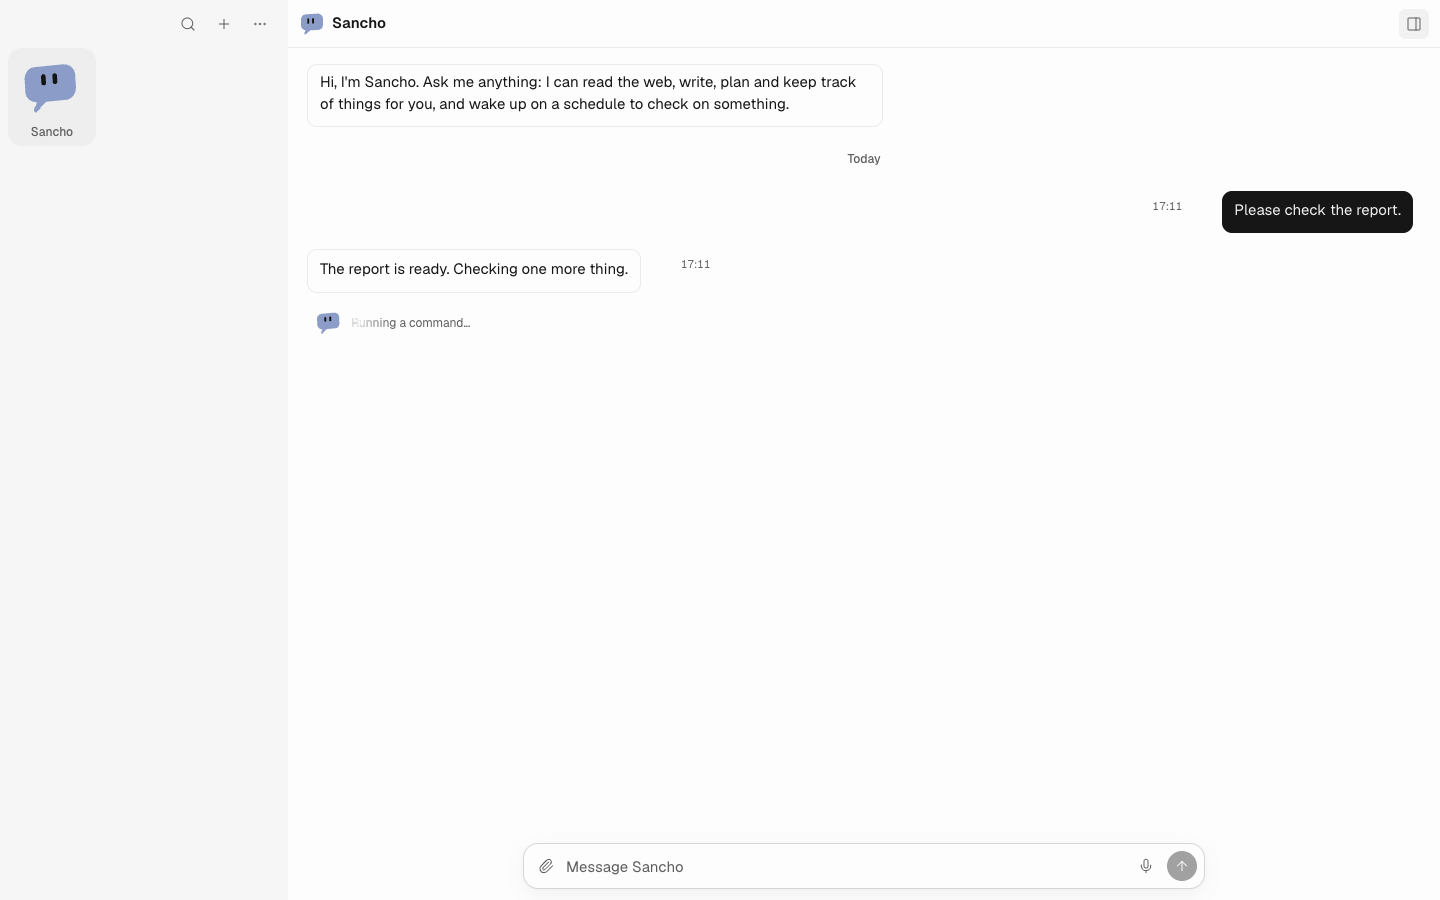 Sancho
Sancho
Hi, I'm Sancho. Ask me anything: I can read the web, write, plan and keep track
of things for you, and wake up on a schedule to check on something.
Today
17:11
Please check the report.
The report is ready. Checking one more thing.
17:11
Running a command…
Message Sancho